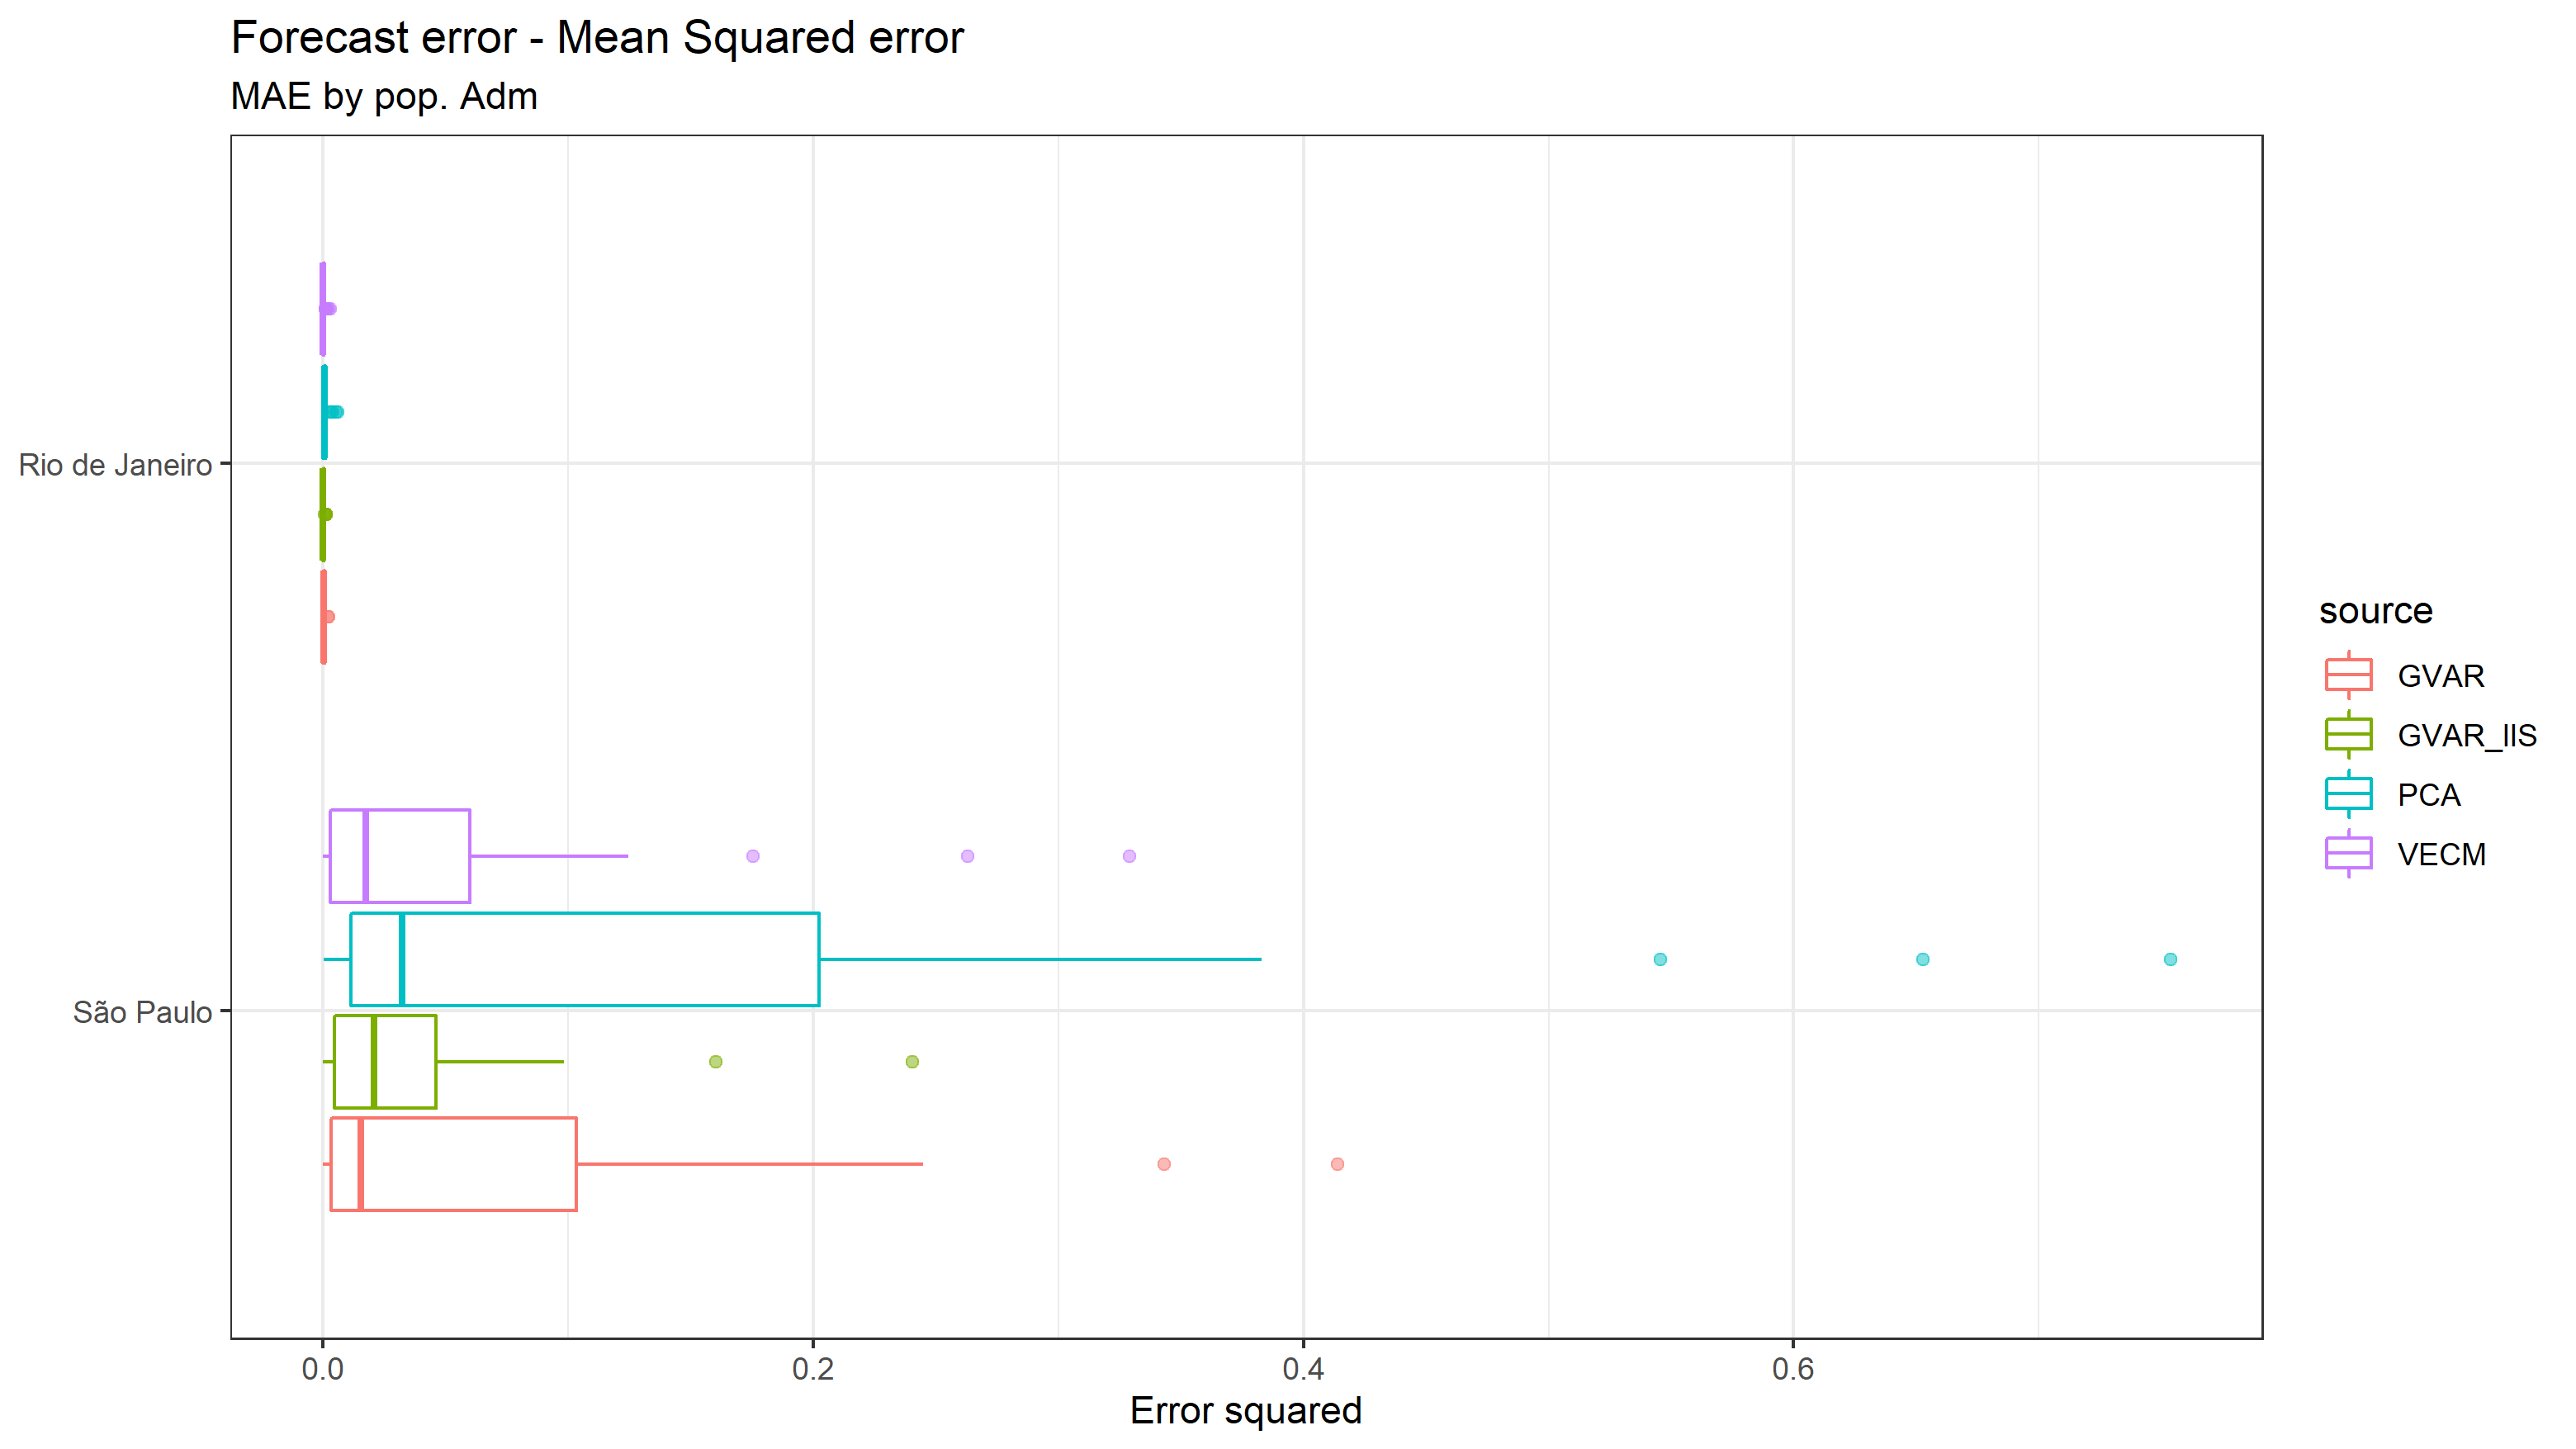 Forecast error - Mean Squared error
MAE by pop. Adm
Rio de Janeiro
São Paulo
0.0 0.2 0.4 0.6
Error squared
source
GVAR
GVAR_IIS
PCA
VECM